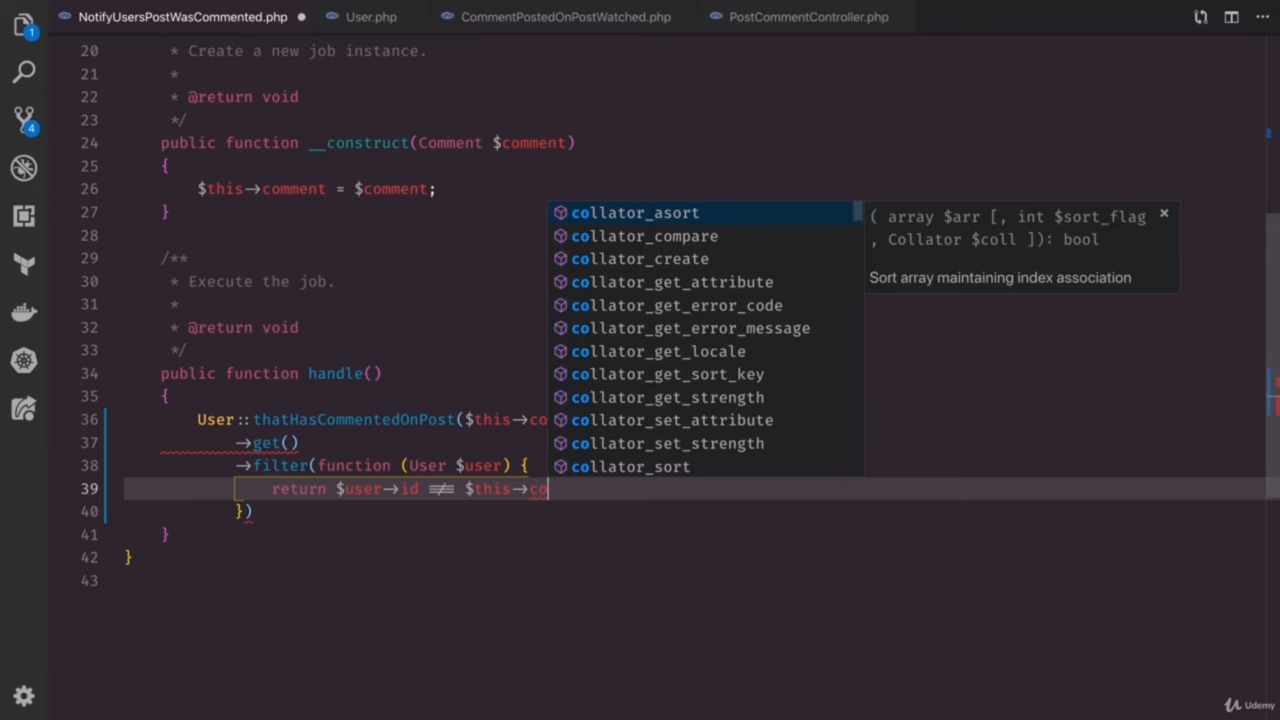 NotifyUsersPostWasCommented.php ● User.php CommentPostedOnPostWatched.php PostCommentController.php
1
4
20 * Create a new job instance.
21 *
22 * @return void
23 */
24 public function __construct(Comment $comment)
25 {
26 $this->comment = $comment;
27 }
28
29 /**
30 * Execute the job.
31 *
32 * @return void
33 */
34 public function handle()
35 {
36 User::thatHasCommentedOnPost($this->co
37 ->get()
38 ->filter(function (User $user) {
39 return $user->id !== $this->co
40 })
41 }
42 }
43
collator_asort
collator_compare
collator_create
collator_get_attribute
collator_get_error_code
collator_get_error_message
collator_get_locale
collator_get_sort_key
collator_get_strength
collator_set_attribute
collator_set_strength
collator_sort
( array $arr [, int $sort_flag
, Collator $coll ]): bool
Sort array maintaining index association
Udemy